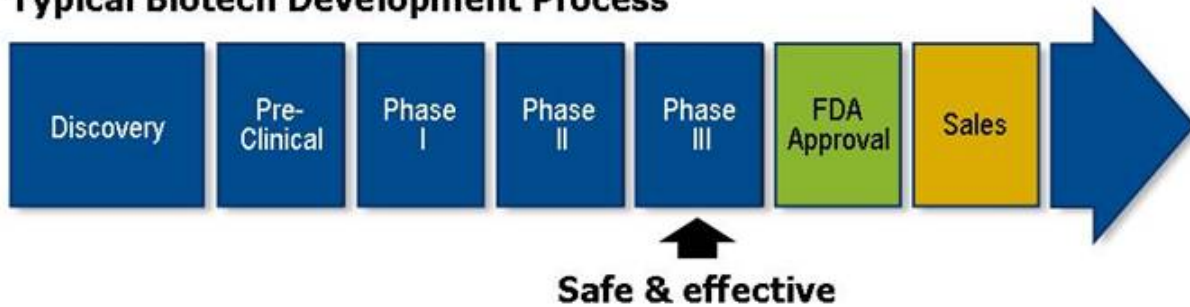 Typical Biotech Development Process
Discovery
Pre-
Clinical
Phase
I
Phase
II
Phase
III
FDA
Approval
Sales
Safe & effective